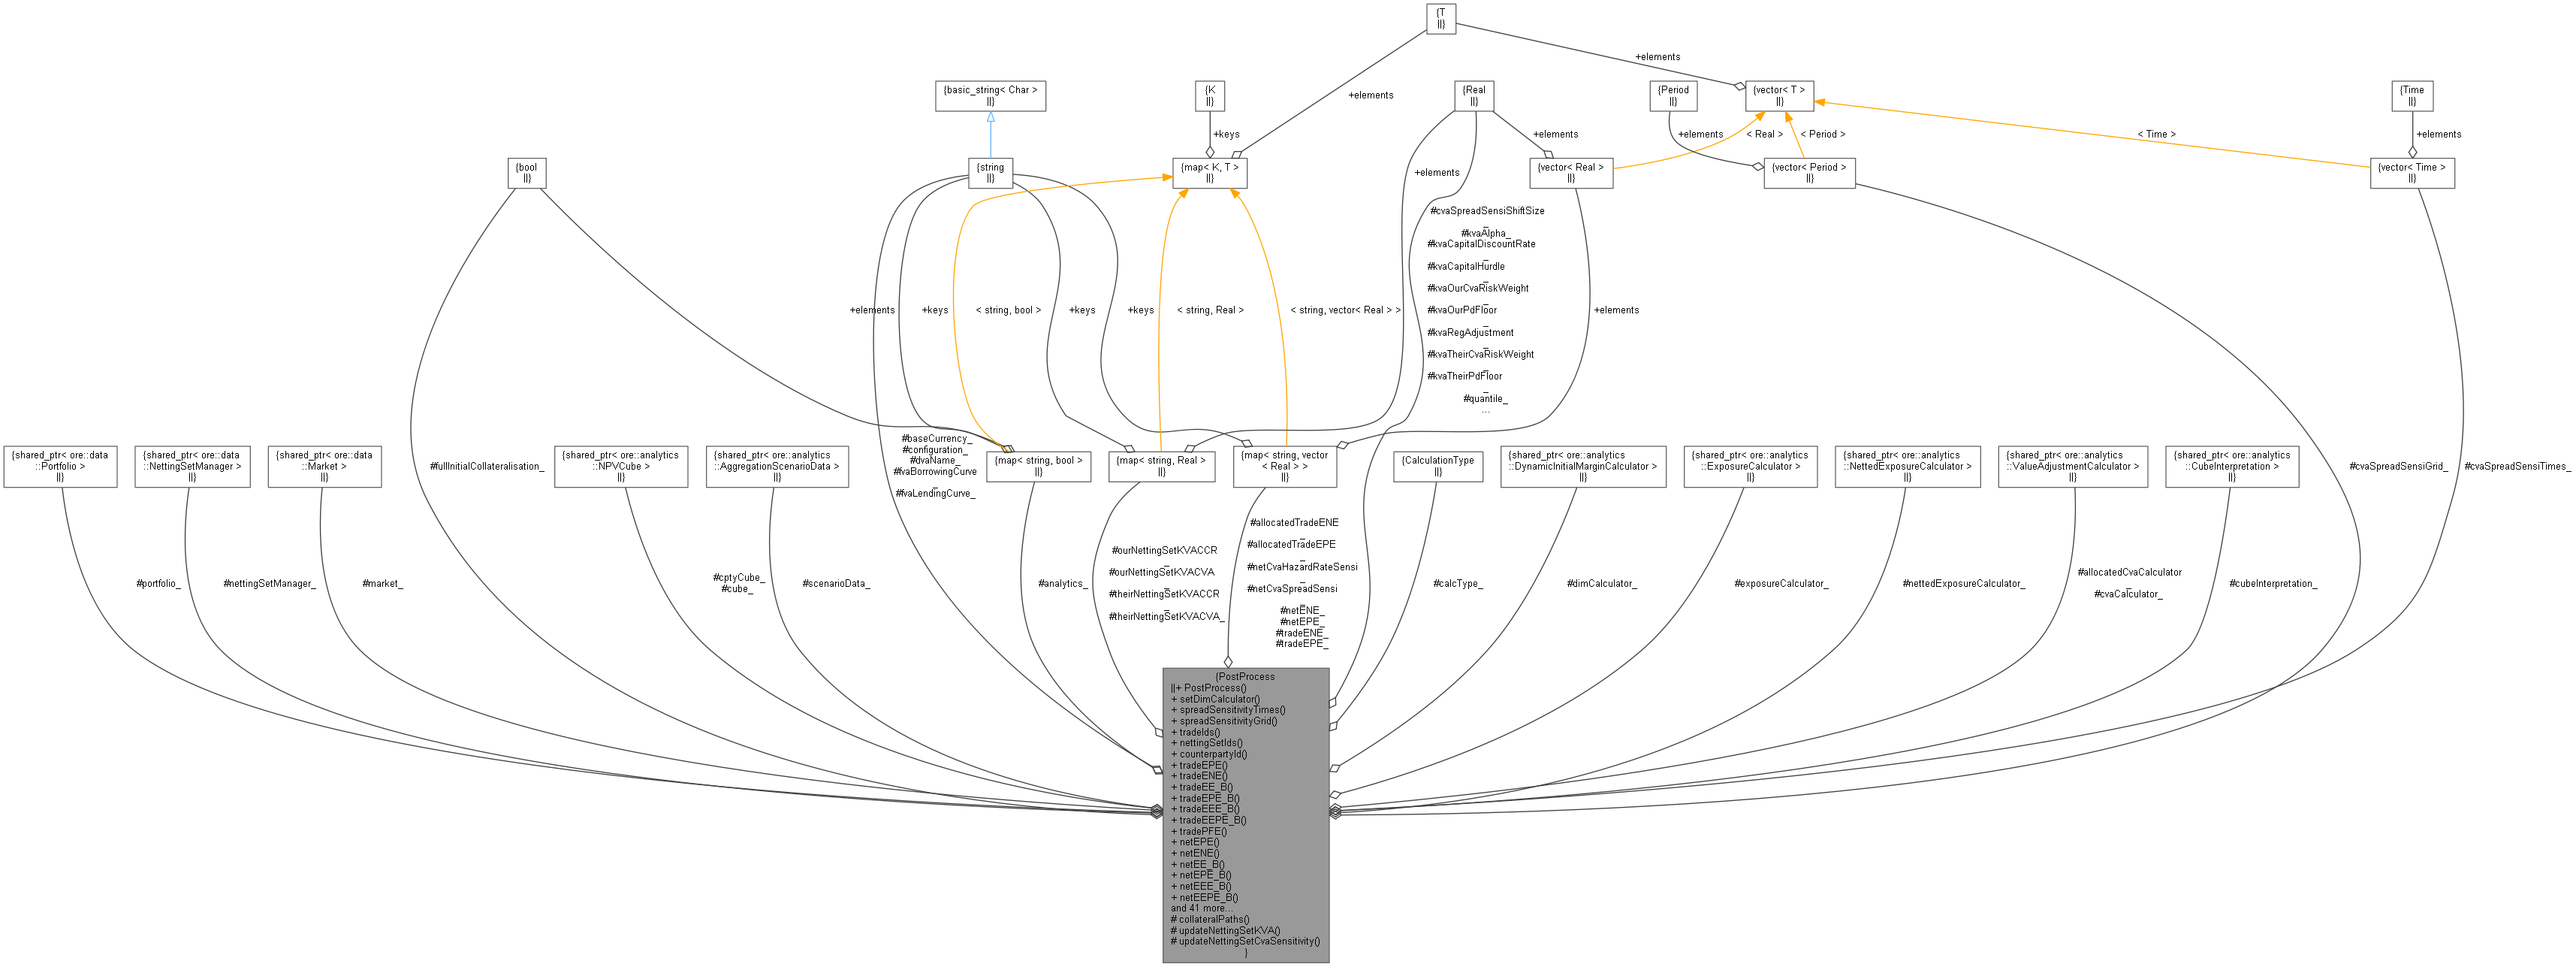 {T
||}
+elements
{basic_string< Char >
||}
{K
||}
{Real
||}
{Period
||}
{vector< T >
||}
{Time
||}
+elements
+keys
+elements
+elements
< Real >
< Period >
< Time >
+elements
{bool
||}
{string
||}
{map< K, T >
||}
{vector< Real >
||}
{vector< Period >
||}
{vector< Time >
||}
+elements
#cvaSpreadSensiShiftSize
_
#kvaAlpha_
#kvaCapitalDiscountRate
_
#kvaCapitalHurdle
_
#kvaOurCvaRiskWeight
_
#kvaOurPdFloor
_
#kvaRegAdjustment
_
#kvaTheirCvaRiskWeight
_
#kvaTheirPdFloor
_
#quantile_
...
+elements
+keys
< string, bool >
+keys
< string, Real >
+keys
< string, vector< Real > >
+elements
{shared_ptr< ore::data
::Portfolio >
||}
{shared_ptr< ore::data
::NettingSetManager >
||}
{shared_ptr< ore::data
::Market >
||}
#fullInitialCollateralisation_
{shared_ptr< ore::analytics
::NPVCube >
||}
{shared_ptr< ore::analytics
::AggregationScenarioData >
||}
#baseCurrency_
#configuration_
#dvaName_
#fvaBorrowingCurve
_
#fvaLendingCurve_
{map< string, bool >
||}
{map< string, Real >
||}
{map< string, vector
< Real > >
||}
{CalculationType
||}
{shared_ptr< ore::analytics
::DynamicInitialMarginCalculator >
||}
{shared_ptr< ore::analytics
::ExposureCalculator >
||}
{shared_ptr< ore::analytics
::NettedExposureCalculator >
||}
{shared_ptr< ore::analytics
::ValueAdjustmentCalculator >
||}
{shared_ptr< ore::analytics
::CubeInterpretation >
||}
#cvaSpreadSensiGrid_
#cvaSpreadSensiTimes_
#portfolio_
#nettingSetManager_
#market_
#cptyCube_
#cube_
#scenarioData_
#analytics_
#ourNettingSetKVACCR
_
#ourNettingSetKVACVA
_
#theirNettingSetKVACCR
_
#theirNettingSetKVACVA_
#allocatedTradeENE
_
#allocatedTradeEPE
_
#netCvaHazardRateSensi
_
#netCvaSpreadSensi
_
#netENE_
#netEPE_
#tradeENE_
#tradeEPE_
#calcType_
#dimCalculator_
#exposureCalculator_
#nettedExposureCalculator_
#allocatedCvaCalculator
_
#cvaCalculator_
#cubeInterpretation_
{PostProcess
||+ PostProcess()
+ setDimCalculator()
+ spreadSensitivityTimes()
+ spreadSensitivityGrid()
+ tradeIds()
+ nettingSetIds()
+ counterpartyId()
+ tradeEPE()
+ tradeENE()
+ tradeEE_B()
+ tradeEPE_B()
+ tradeEEE_B()
+ tradeEEPE_B()
+ tradePFE()
+ netEPE()
+ netENE()
+ netEE_B()
+ netEPE_B()
+ netEEE_B()
+ netEEPE_B()
and 41 more...
# collateralPaths()
# updateNettingSetKVA()
# updateNettingSetCvaSensitivity()
}